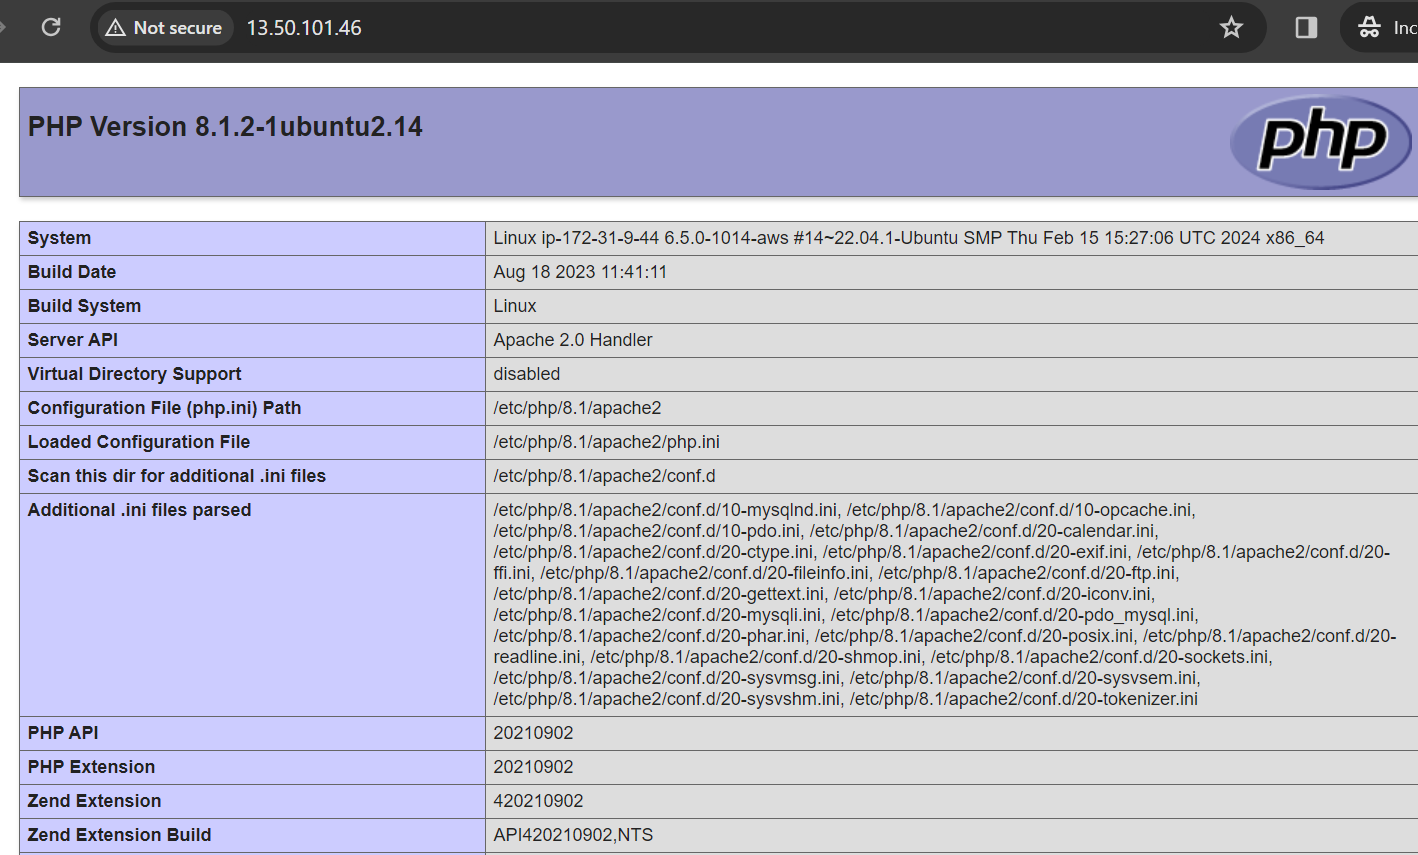 Not secure 13.50.101.46 Inc
PHP Version 8.1.2-1ubuntu2.14 php
System Linux ip-172-31-9-44 6.5.0-1014-aws #14~22.04.1-Ubuntu SMP Thu Feb 15 15:27:06 UTC 2024 x86_64
Build Date Aug 18 2023 11:41:11
Build System Linux
Server API Apache 2.0 Handler
Virtual Directory Support disabled
Configuration File (php.ini) Path /etc/php/8.1/apache2
Loaded Configuration File /etc/php/8.1/apache2/php.ini
Scan this dir for additional .ini files /etc/php/8.1/apache2/conf.d
Additional .ini files parsed /etc/php/8.1/apache2/conf.d/10-mysqlnd.ini, /etc/php/8.1/apache2/conf.d/10-opcache.ini,
/etc/php/8.1/apache2/conf.d/10-pdo.ini, /etc/php/8.1/apache2/conf.d/20-calendar.ini,
/etc/php/8.1/apache2/conf.d/20-ctype.ini, /etc/php/8.1/apache2/conf.d/20-exif.ini, /etc/php/8.1/apache2/conf.d/20-
ffi.ini, /etc/php/8.1/apache2/conf.d/20-fileinfo.ini, /etc/php/8.1/apache2/conf.d/20-ftp.ini,
/etc/php/8.1/apache2/conf.d/20-gettext.ini, /etc/php/8.1/apache2/conf.d/20-iconv.ini,
/etc/php/8.1/apache2/conf.d/20-mysqli.ini, /etc/php/8.1/apache2/conf.d/20-pdo_mysql.ini,
/etc/php/8.1/apache2/conf.d/20-phar.ini, /etc/php/8.1/apache2/conf.d/20-posix.ini, /etc/php/8.1/apache2/conf.d/20-
readline.ini, /etc/php/8.1/apache2/conf.d/20-shmop.ini, /etc/php/8.1/apache2/conf.d/20-sockets.ini,
/etc/php/8.1/apache2/conf.d/20-sysvmsg.ini, /etc/php/8.1/apache2/conf.d/20-sysvsem.ini,
/etc/php/8.1/apache2/conf.d/20-sysvshm.ini, /etc/php/8.1/apache2/conf.d/20-tokenizer.ini
PHP API 20210902
PHP Extension 20210902
Zend Extension 420210902
Zend Extension Build API420210902,NTS